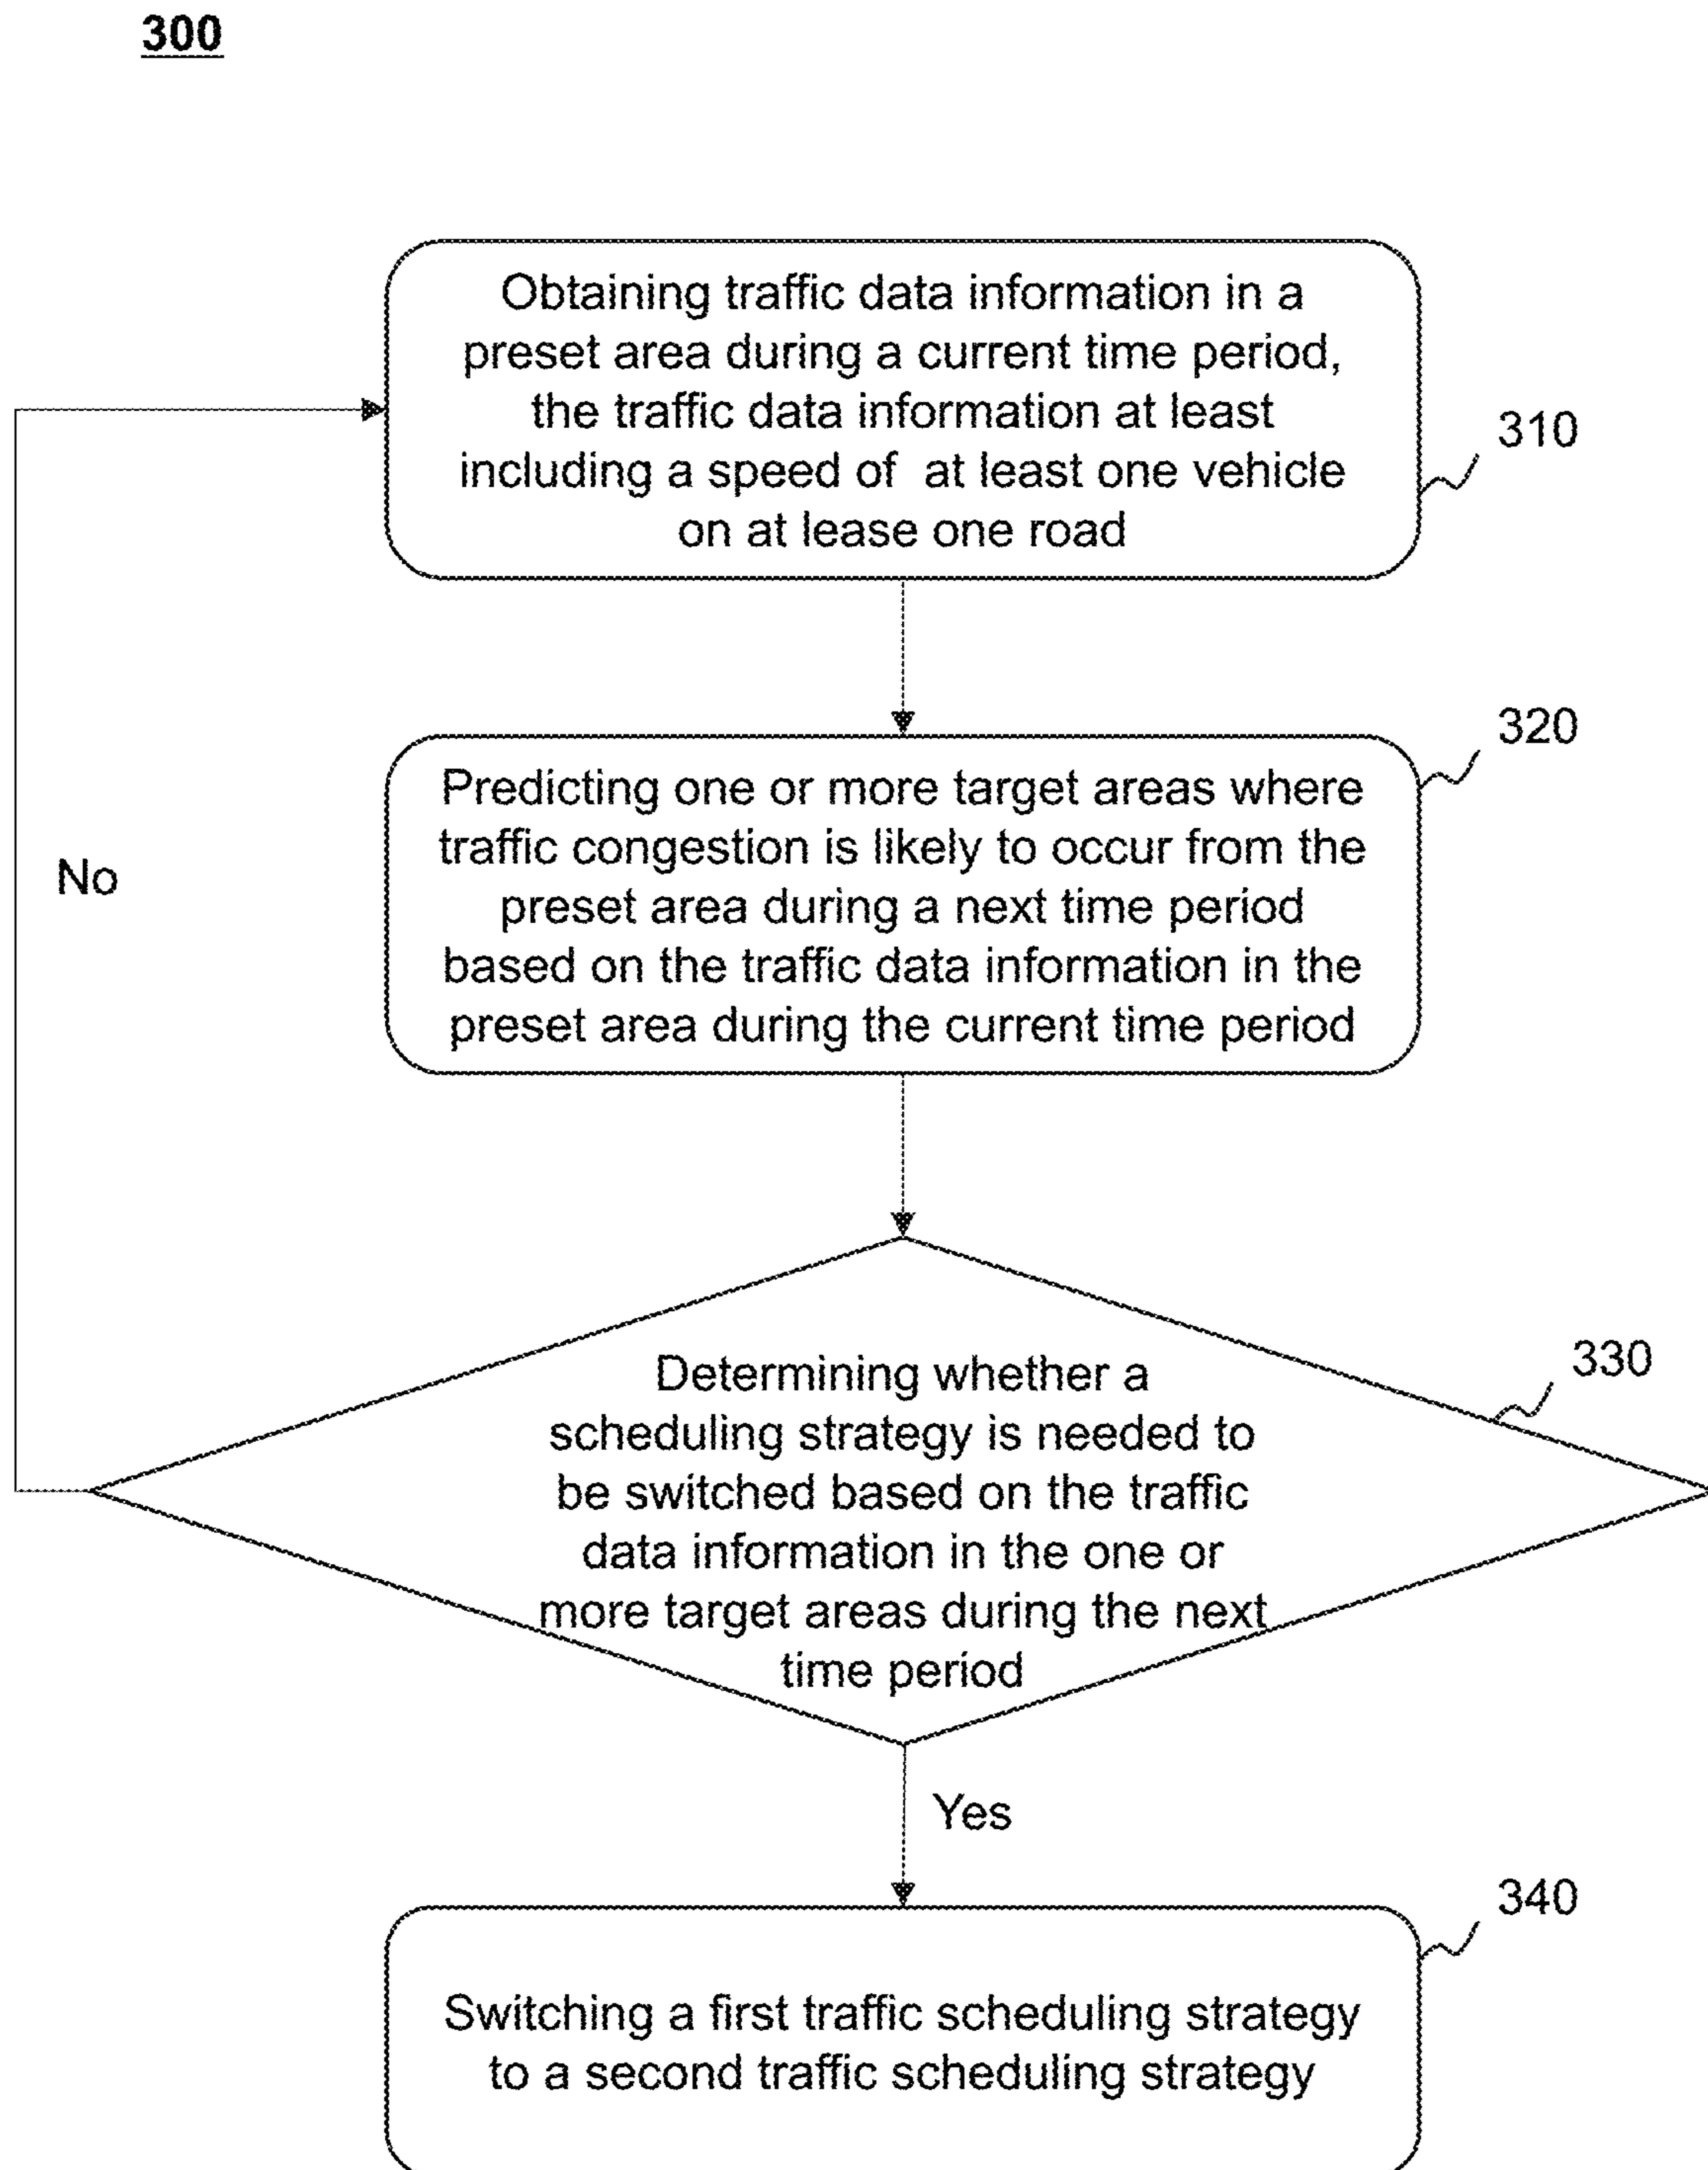 300
Obtaining traffic data information in a
preset area during a current time period,
the traffic data information at least
including a speed of at least one vehicle
on at lease one road
310
320
Predicting one or more target areas where
traffic congestion is likely to occur from the
preset area during a next time period
based on the traffic data information in the
preset area during the current time period
No
330
Determining whether a
scheduling strategy is needed to
be switched based on the traffic
data information in the one or
more target areas during the next
time period
Yes
340
Switching a first traffic scheduling strategy
to a second traffic scheduling strategy